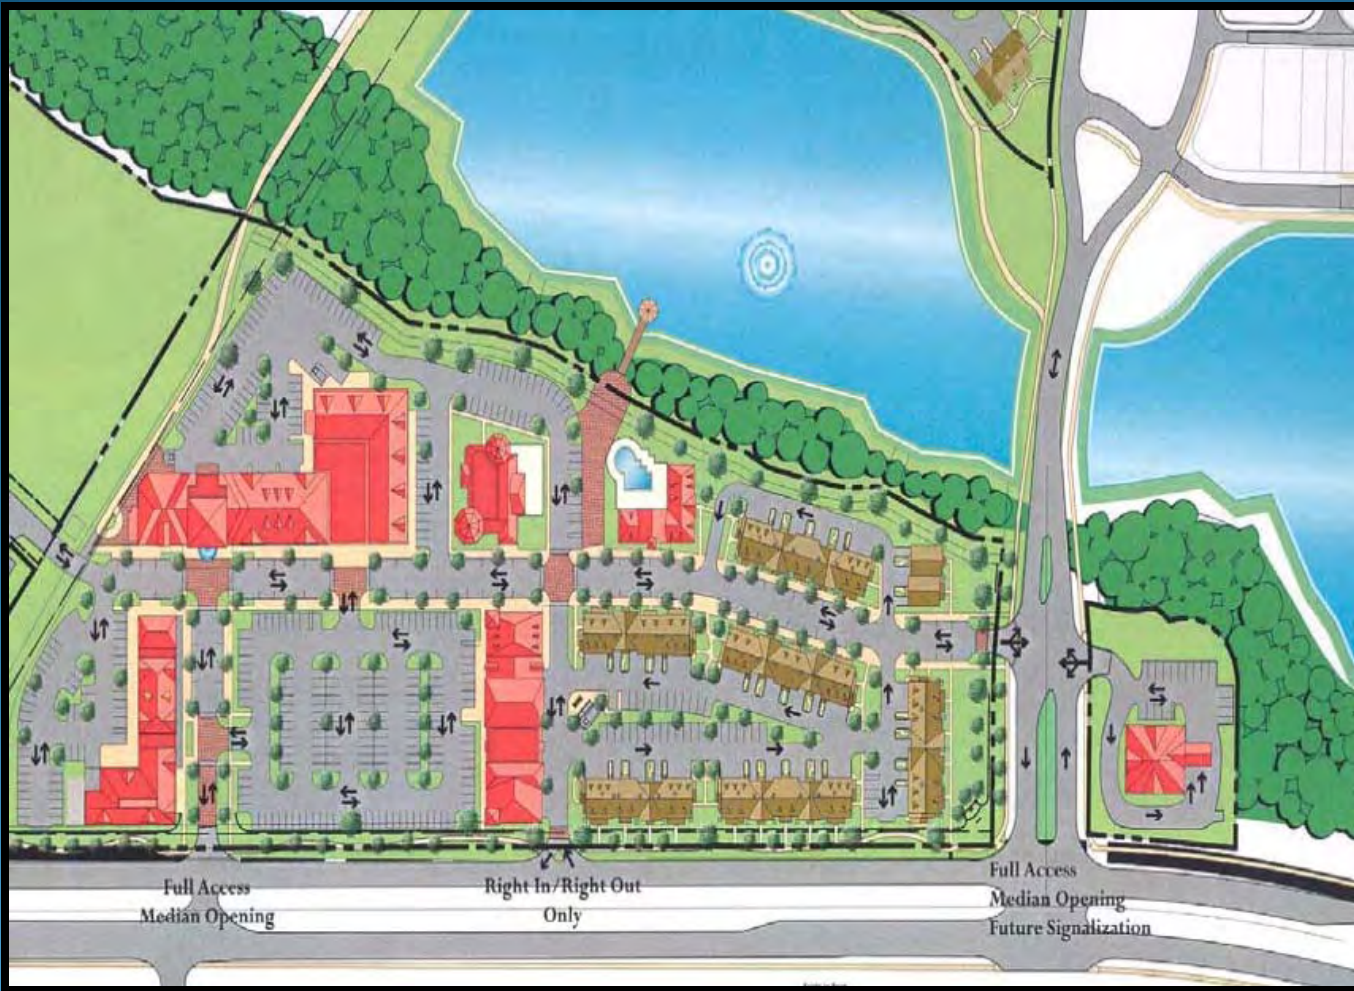 Full Access
Median Opening
Right In/Right Out
Only
Full Access
Median Opening
Future Signalization